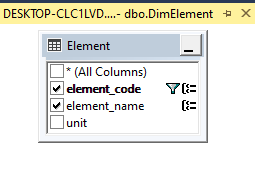 DESKTOP-CLC1LVD....- dbo.DimElement
Element
* (All Columns)
element_code
element_name
unit